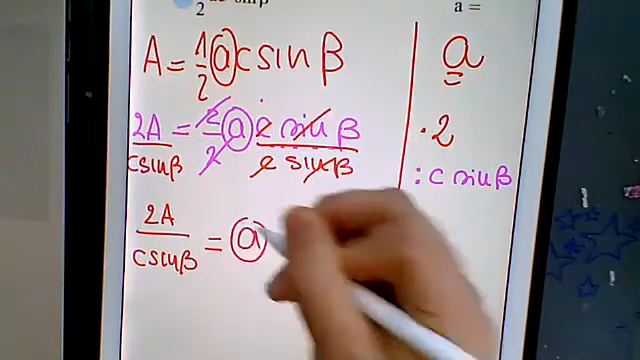 a =
A = 1/2 a c sin β
a
2A / c sin β = 2/2 a c sin β / c sin β
· 2
: c sin β
2A / c sin β = a